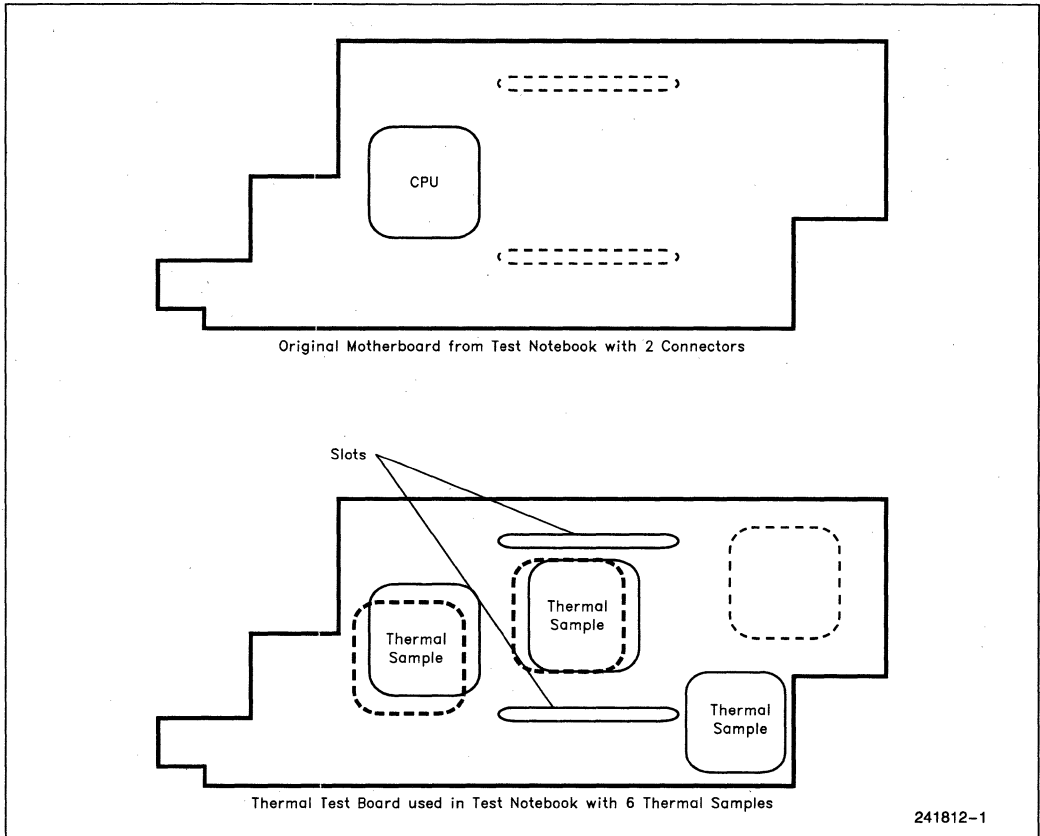 CPU
Original Motherboard from Test Notebook with 2 Connectors
Slots
Thermal
Sample
Thermal
Sample
Thermal
Sample
Thermal Test Board used in Test Notebook with 6 Thermal Samples
241812-1